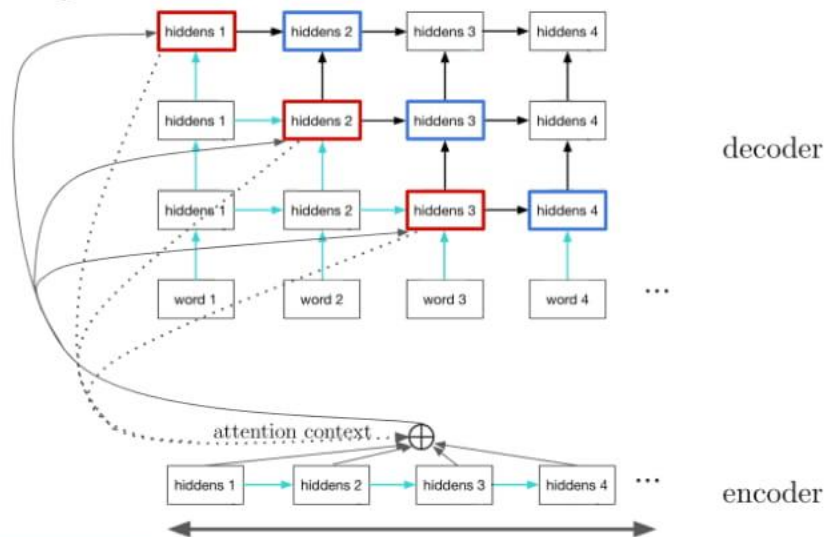 hiddens 1 hiddens 2 hiddens 3 hiddens 4
hiddens 1 hiddens 2 hiddens 3 hiddens 4
decoder
hiddens 1 hiddens 2 hiddens 3 hiddens 4
word 1 word 2 word 3 word 4 ...
attention context
hiddens 1 hiddens 2 hiddens 3 hiddens 4 ...
encoder